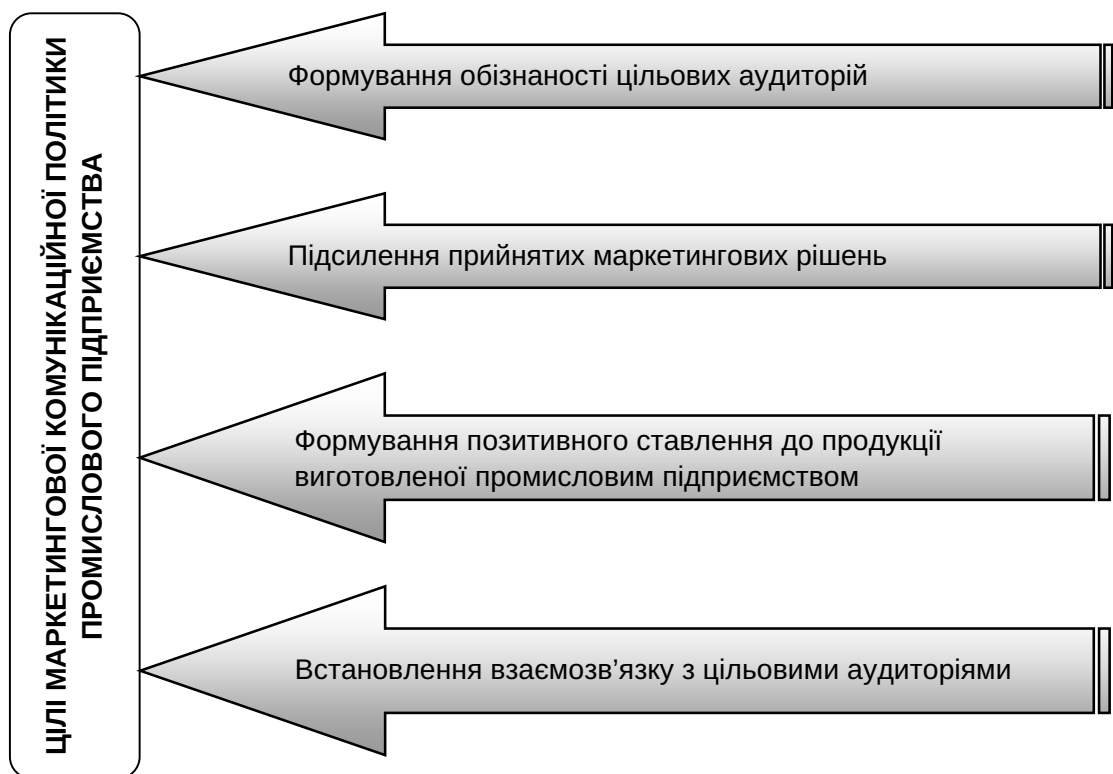 ЦІЛІ МАРКЕТИНГОВОЇ КОМУНІКАЦІЙНОЇ ПОЛІТИКИ
ПРОМИСЛОВОГО ПІДПРИЄМСТВА
Формування обізнаності цільових аудиторій
Підсилення прийнятих маркетингових рішень
Формування позитивного ставлення до продукції
виготовленої промисловим підприємством
Встановлення взаємозв’язку з цільовими аудиторіями